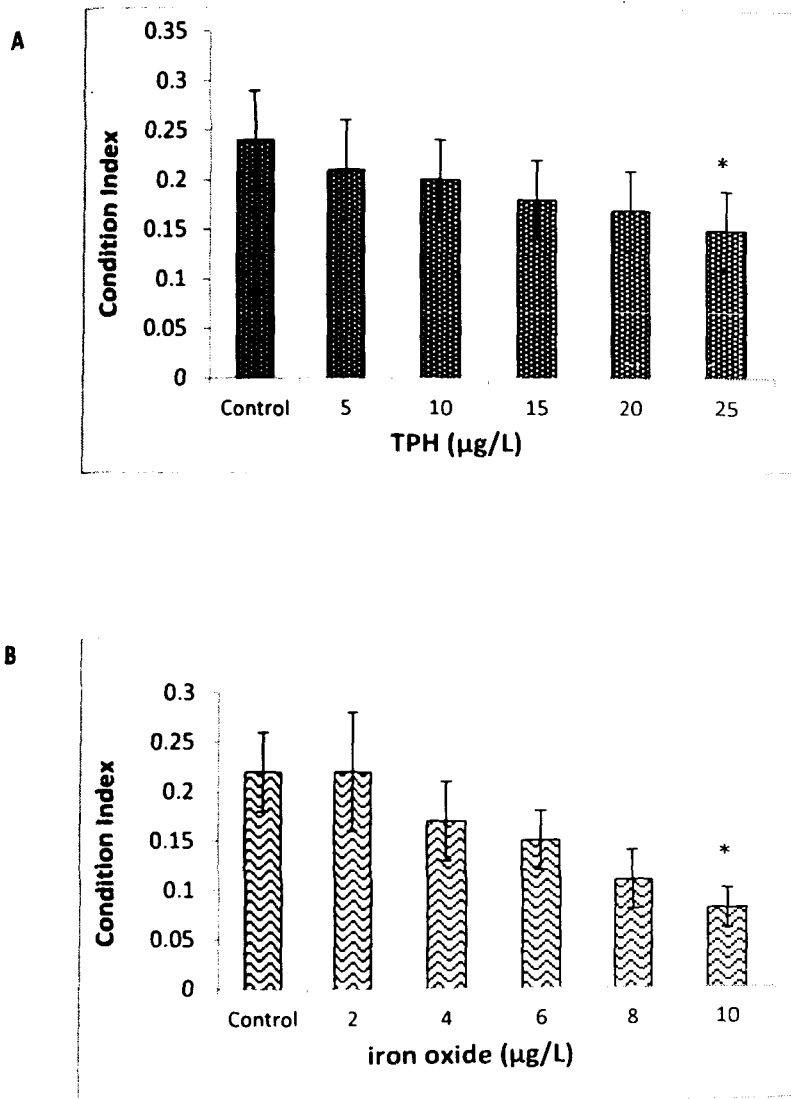 A
0.35
0.3
0.25
0.2
0.15
0.1
0.05
0
Condition Index
Control 5 10 15 20 25
*
TPH (µg/L)
B
0.3
0.25
0.2
0.15
0.1
0.05
0
Condition Index
Control 2 4 6 8 10
*
iron oxide (µg/L)